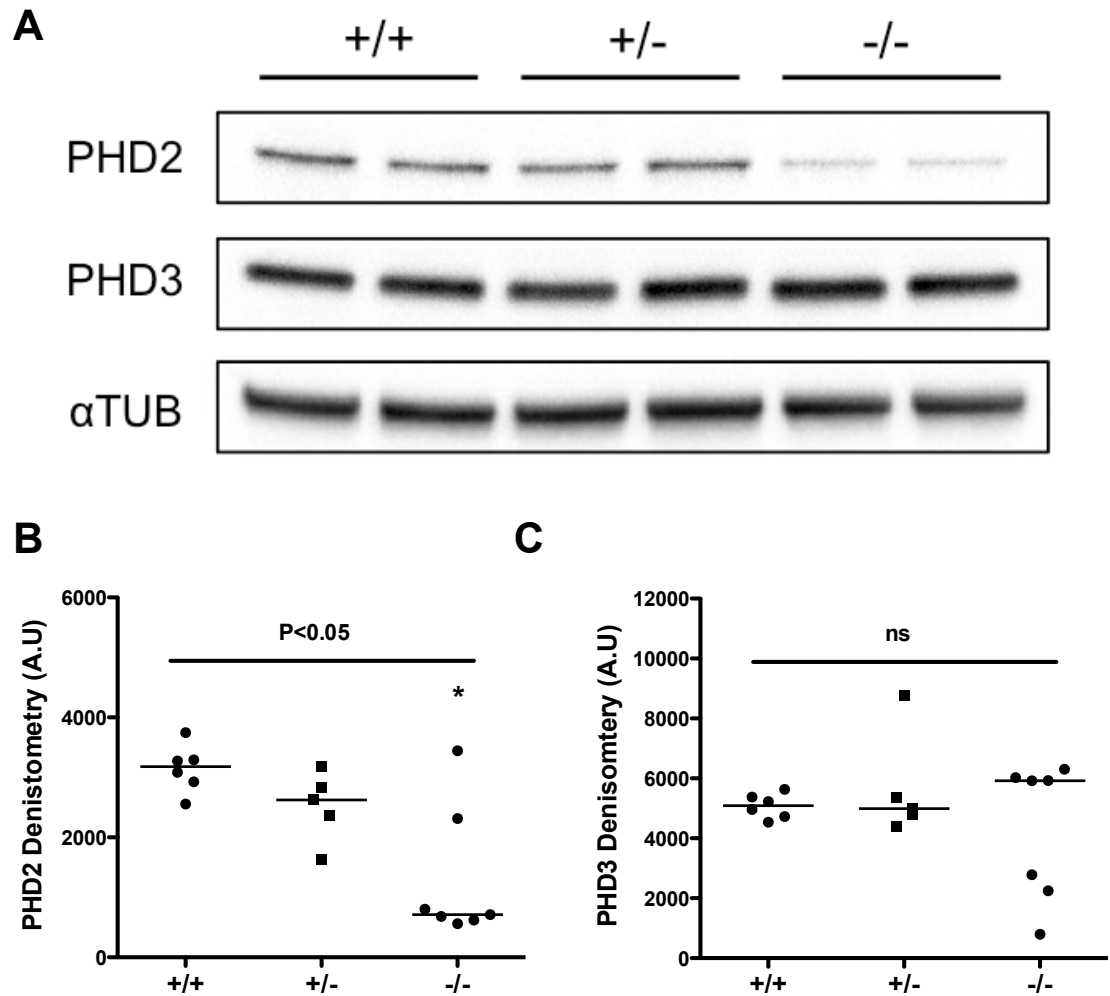 A
+/+ +/- -/-
PHD2
PHD3
αTUB
B
PHD2 Denistometry (A.U)
6000
4000
2000
0
P<0.05
*
+/+ +/- -/-
C
PHD3 Denisomtery (A.U)
12000
10000
8000
6000
4000
2000
0
ns
+/+ +/- -/-